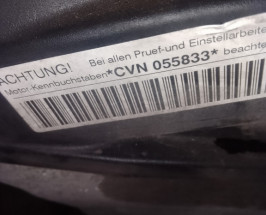 ACHTUNG! Bei allen Pruef-und Einstellarbeite
Motor-Kennbuchstaben *CVN 055833* beachte